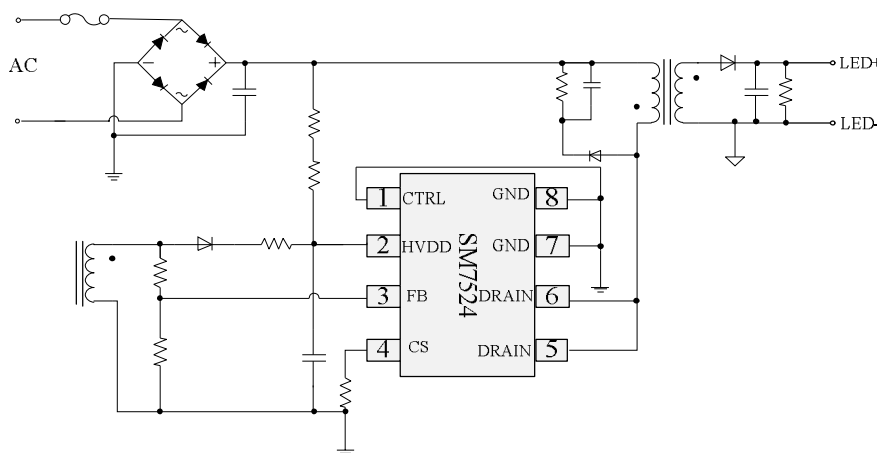 AC
~
− +
~
LED+
LED-
1 CTRL GND 8
2 HVDD GND 7
3 FB DRAIN 6
4 CS DRAIN 5
SM7524